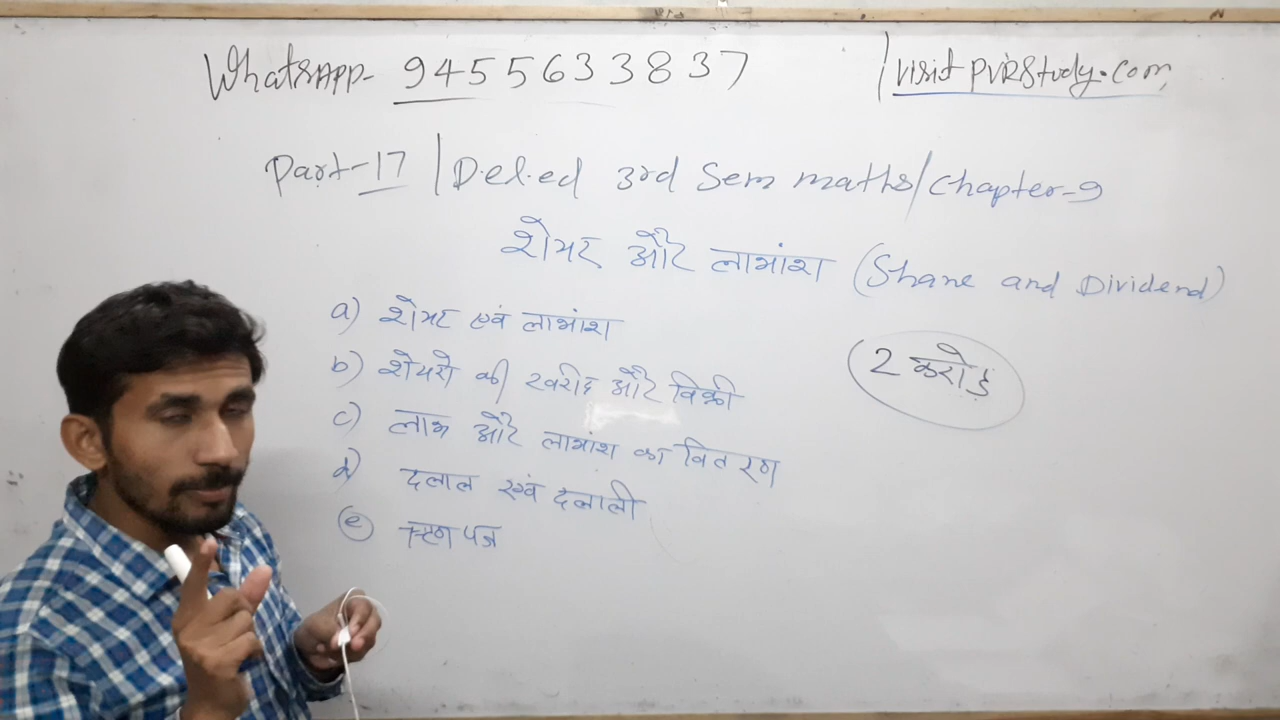 WhatsAPP- 9455633837 | visit pvRStudy.com
Part-17 | D.el.ed 3rd Sem maths/Chapter-9
शेयर और लाभांश (Share and Dividend)
a) शेयर एवं लाभांश
b) शेयरो की खरीद और विक्री
2 करोड़
c) लाभ और लाभांश का वितरण
d) दलाल एवं दलाली
(e) ऋण पत्र